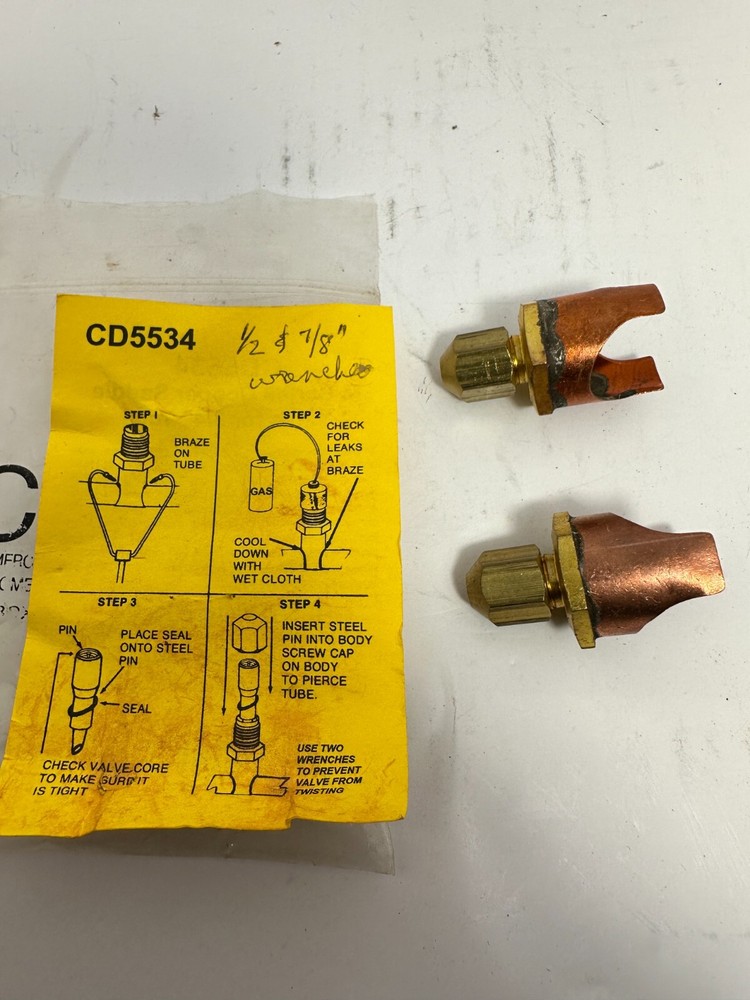 CD5534
1/2 & 7/8"
wrenches
STEP 1
BRAZE
ON
TUBE
STEP 2
CHECK
FOR
LEAKS
AT
BRAZE
GAS
COOL
DOWN
WITH
WET CLOTH
STEP 3
PIN
PLACE SEAL
ONTO STEEL
PIN
SEAL
CHECK VALVE CORE
TO MAKE SURE IT
IS TIGHT
STEP 4
INSERT STEEL
PIN INTO BODY
SCREW CAP
ON BODY
TO PIERCE
TUBE.
USE TWO
WRENCHES
TO PREVENT
VALVE FROM
TWISTING